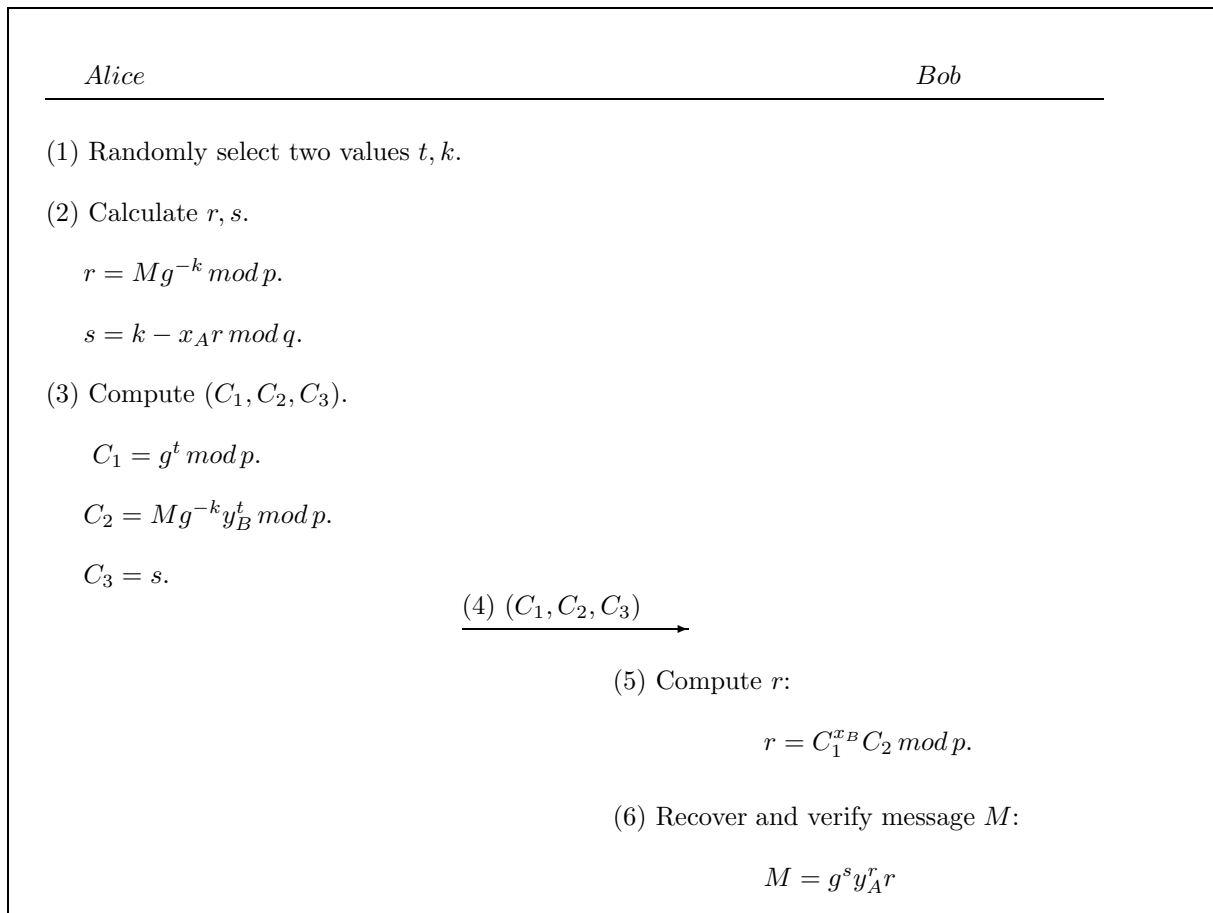 Alice Bob
(1) Randomly select two values t, k.
(2) Calculate r, s.
r = Mg^{-k} mod p.
s = k − x_A r mod q.
(3) Compute (C_1, C_2, C_3).
C_1 = g^t mod p.
C_2 = Mg^{-k} y_B^t mod p.
C_3 = s.
(4) (C_1, C_2, C_3)
(5) Compute r:
r = C_1^{x_B} C_2 mod p.
(6) Recover and verify message M:
M = g^s y_A^r r